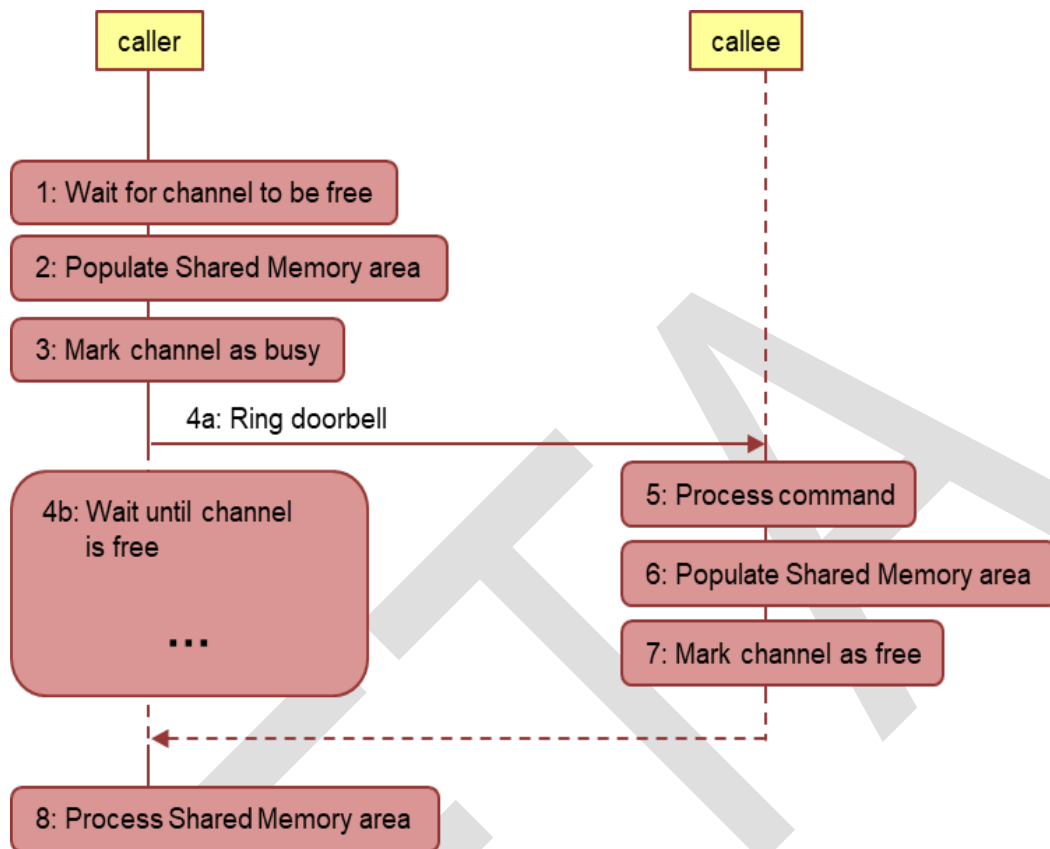 caller
callee
1: Wait for channel to be free
2: Populate Shared Memory area
3: Mark channel as busy
4a: Ring doorbell
4b: Wait until channel
is free
...
5: Process command
6: Populate Shared Memory area
7: Mark channel as free
8: Process Shared Memory area